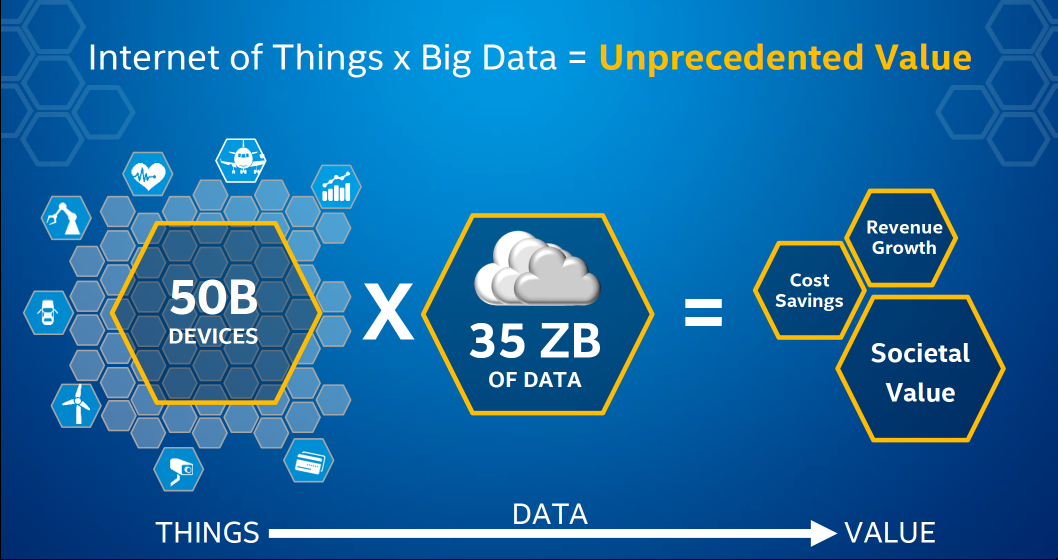 Internet of Things x Big Data = Unprecedented Value
50B
DEVICES
X
35 ZB
OF DATA
=
Revenue
Growth
Cost
Savings
Societal
Value
THINGS
DATA
VALUE